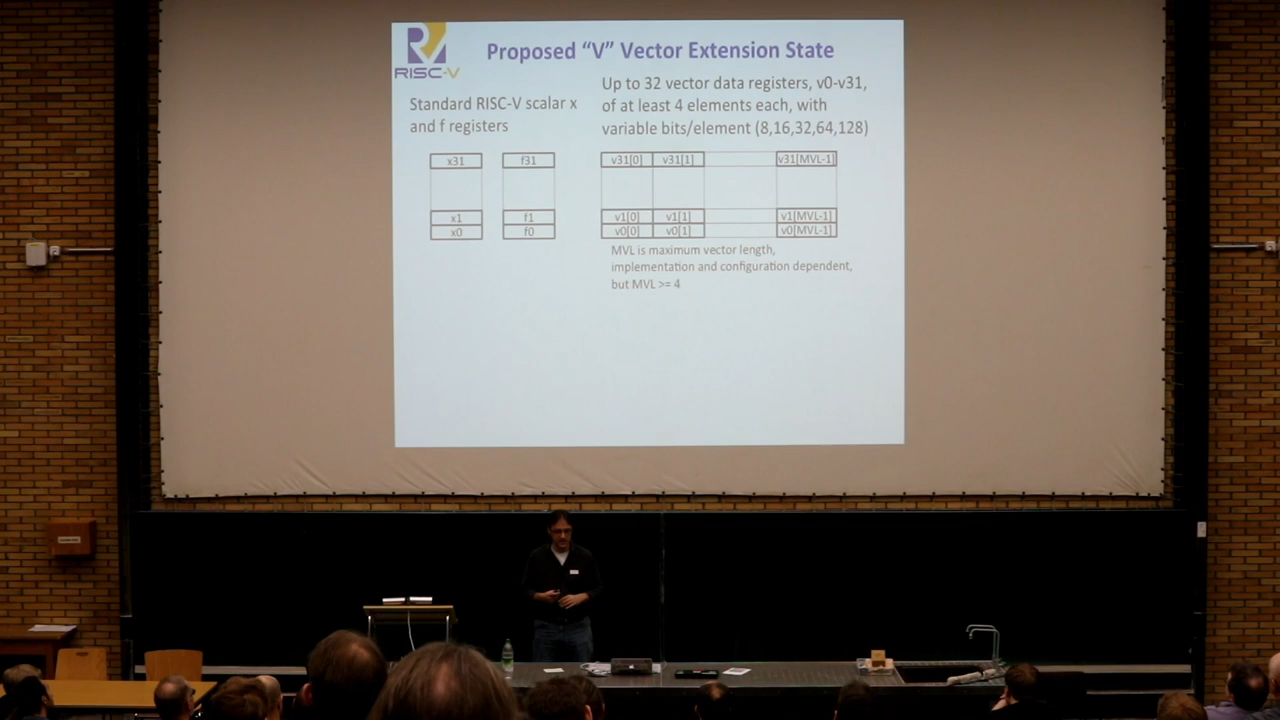 RISC-V
Proposed “V” Vector Extension State
Standard RISC-V scalar x
and f registers
Up to 32 vector data registers, v0-v31,
of at least 4 elements each, with
variable bits/element (8,16,32,64,128)
x31 f31 v31[0] v31[1] v31[MVL-1]
x1 f1 v1[0] v1[1] v1[MVL-1]
x0 f0 v0[0] v0[1] v0[MVL-1]
MVL is maximum vector length,
implementation and configuration dependent,
but MVL >= 4